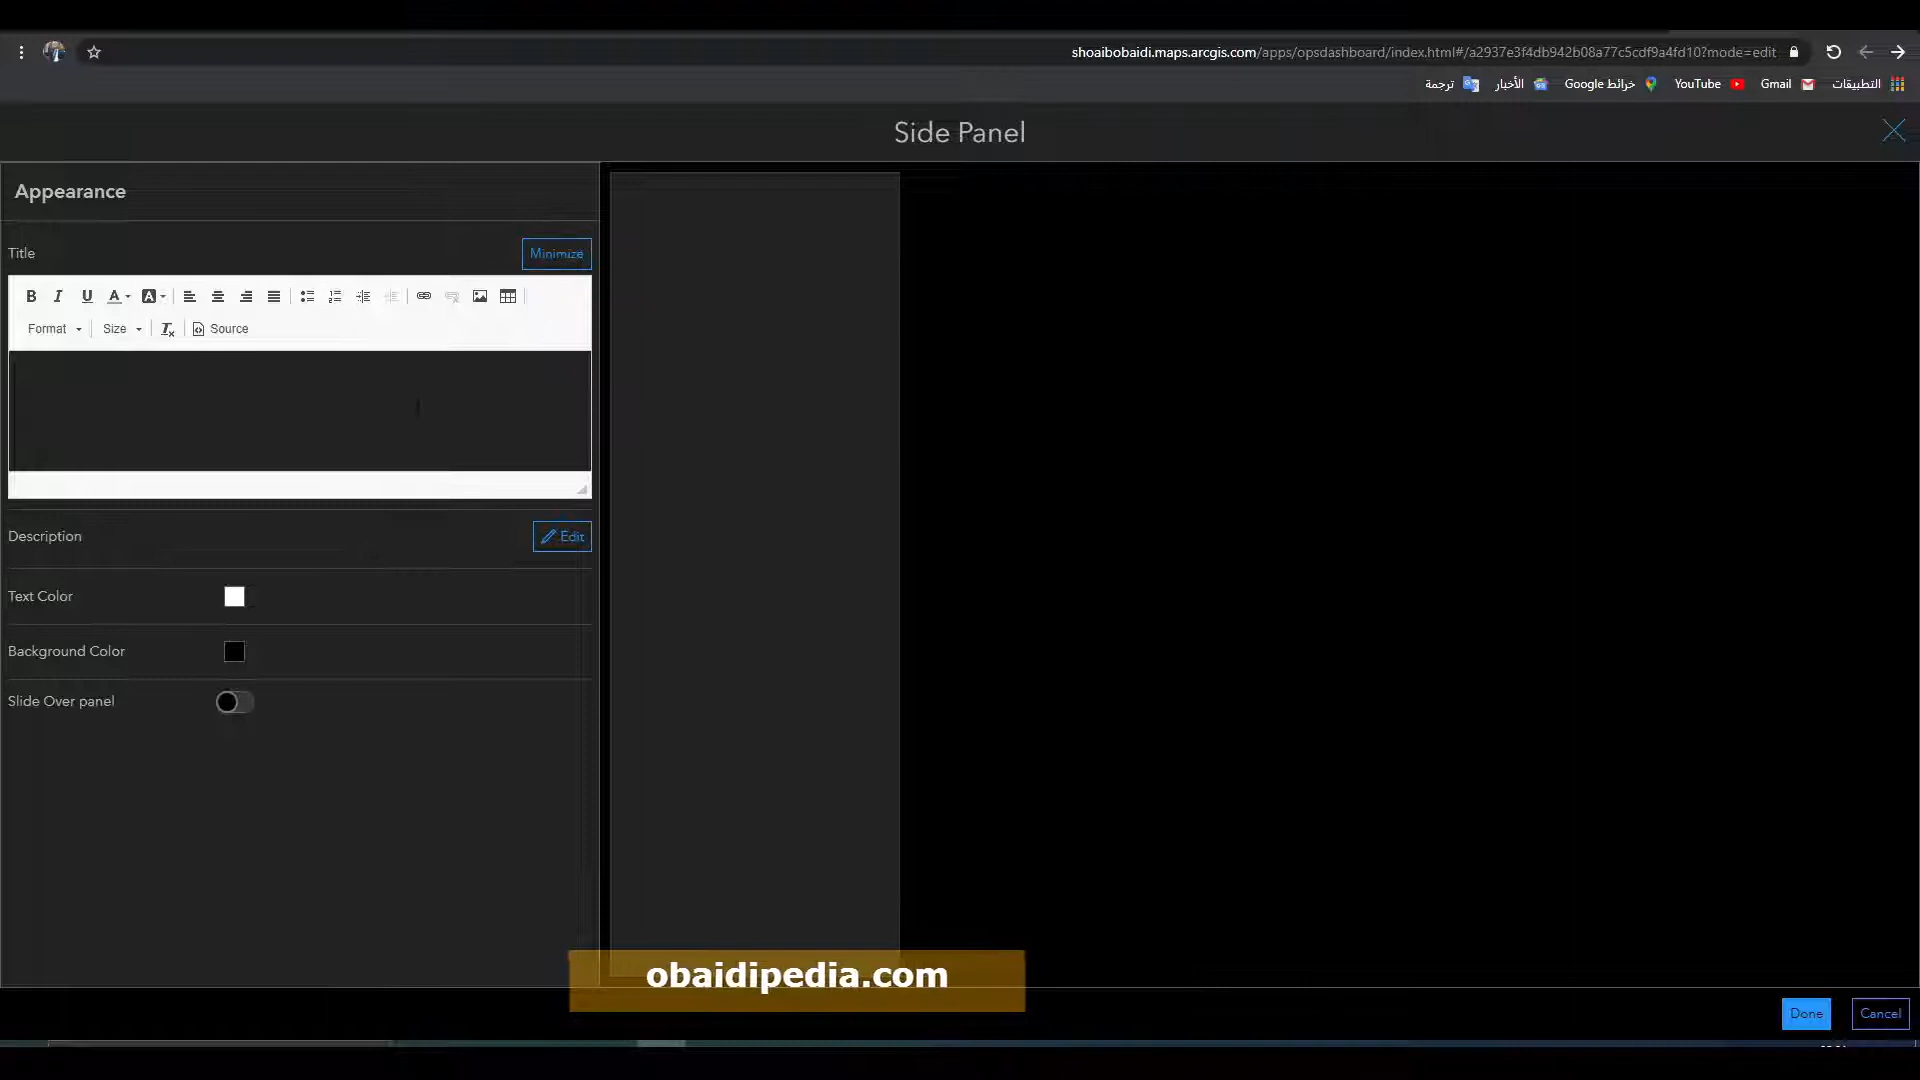 shoaibobaidi.maps.arcgis.com/apps/opsdashboard/index.html#/a2937e3f4db942b08a77c5cdf9a4fd10?mode=edit
التطبيقات Gmail YouTube خرائط Google الأخبار ترجمة
Side Panel
Appearance
Title
Minimize
B I U A A
Format Size Tx Source
Description
Edit
Text Color
Background Color
Slide Over panel
obaidipedia.com
Done
Cancel